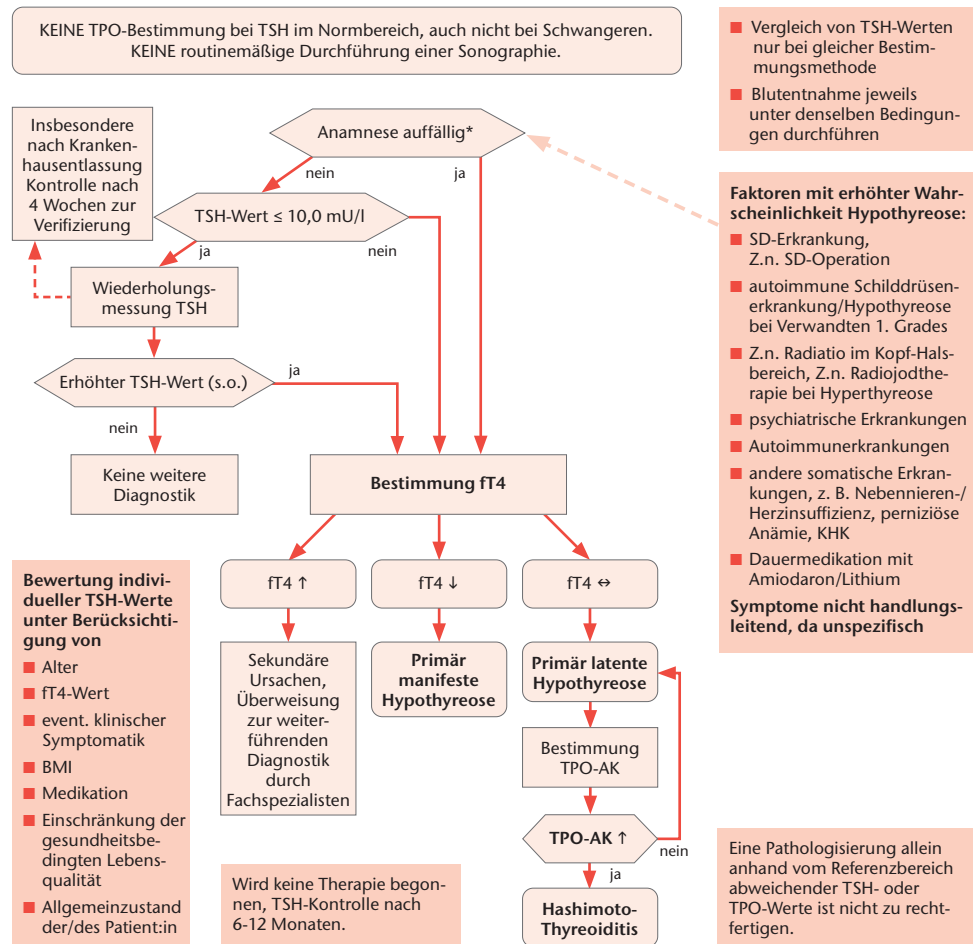 KEINE TPO-Bestimmung bei TSH im Normbereich, auch nicht bei Schwangeren.
KEINE routinemäßige Durchführung einer Sonographie.
■ Vergleich von TSH-Werten
nur bei gleicher Bestim-
mungsmethode
■ Blutentnahme jeweils
unter denselben Bedingun-
gen durchführen
Insbesondere
nach Kranken-
hausentlassung
Kontrolle nach
4 Wochen zur
Verifizierung
Anamnese auffällig*
nein
ja
TSH-Wert ≤ 10,0 mU/l
ja
nein
Wiederholungs-
messung TSH
Erhöhter TSH-Wert (s.o.)
ja
nein
Keine weitere
Diagnostik
Bestimmung fT4
Faktoren mit erhöhter Wahr-
scheinlichkeit Hypothyreose:
■ SD-Erkrankung,
Z.n. SD-Operation
■ autoimmune Schilddrüsen-
erkrankung/Hypothyreose
bei Verwandten 1. Grades
■ Z.n. Radiatio im Kopf-Hals-
bereich, Z.n. Radiojodthe-
rapie bei Hyperthyreose
■ psychiatrische Erkrankungen
■ Autoimmunerkrankungen
■ andere somatische Erkran-
kungen, z. B. Nebennieren-/
Herzinsuffizienz, perniziöse
Anämie, KHK
■ Dauermedikation mit
Amiodaron/Lithium
Symptome nicht handlungs-
leitend, da unspezifisch
fT4 ↑
fT4 ↓
fT4 ↔
Sekundäre
Ursachen,
Überweisung
zur weiter-
führenden
Diagnostik
durch
Fachspezialisten
Primär
manifeste
Hypothyreose
Primär latente
Hypothyreose
Bestimmung
TPO-AK
TPO-AK ↑
nein
ja
Hashimoto-
Thyreoiditis
Bewertung indivi-
dueller TSH-Werte
unter Berücksichti-
gung von
■ Alter
■ fT4-Wert
■ event. klinischer
Symptomatik
■ BMI
■ Medikation
■ Einschränkung der
gesundheitsbe-
dingten Lebens-
qualität
■ Allgemeinzustand
der/des Patient:in
Wird keine Therapie begon-
nen, TSH-Kontrolle nach
6-12 Monaten.
Eine Pathologisierung allein
anhand vom Referenzbereich
abweichender TSH- oder
TPO-Werte ist nicht zu recht-
fertigen.